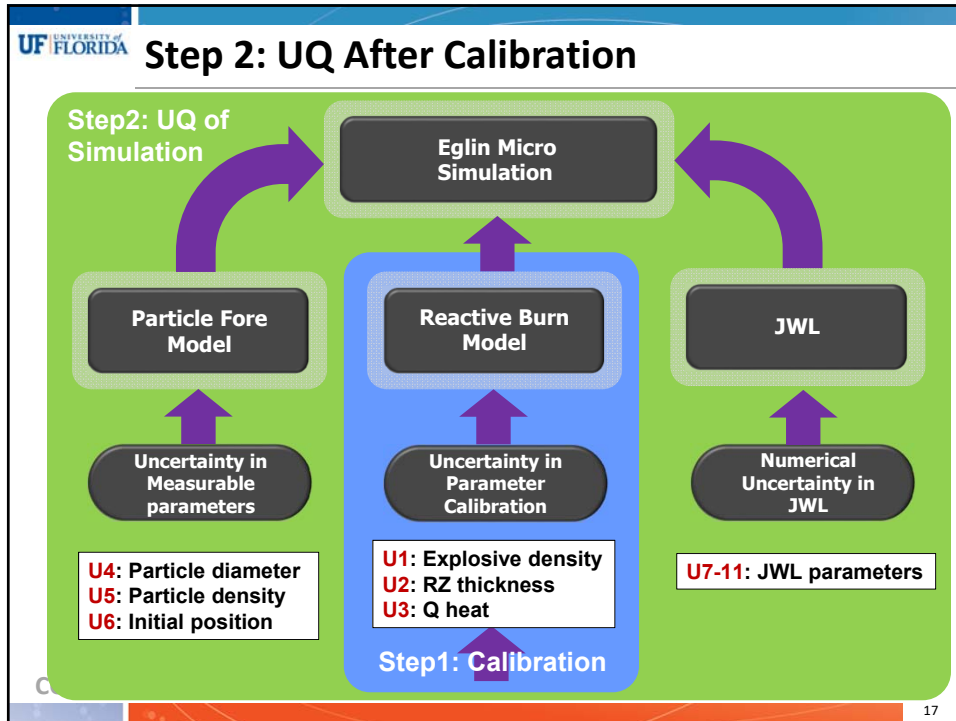 UF UNIVERSITY of FLORIDA
Step 2: UQ After Calibration
Step2: UQ of
Simulation
Eglin Micro
Simulation
Particle Fore
Model
Reactive Burn
Model
JWL
Uncertainty in
Measurable
parameters
Uncertainty in
Parameter
Calibration
Numerical
Uncertainty in
JWL
U4: Particle diameter
U5: Particle density
U6: Initial position
U1: Explosive density
U2: RZ thickness
U3: Q heat
U7-11: JWL parameters
Step1: Calibration
17